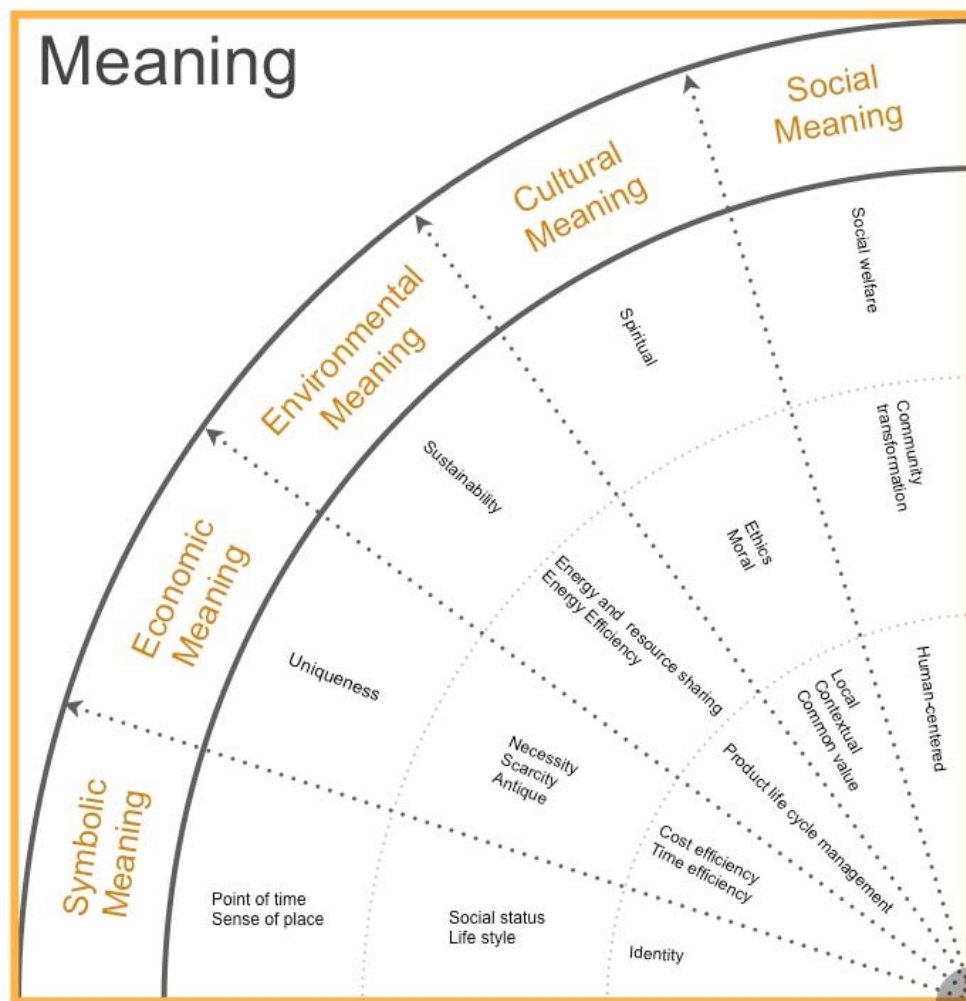 Meaning
Social
Meaning
Cultural
Meaning
Environmental
Meaning
Economic
Meaning
Symbolic
Meaning
Social welfare
Community
transformation
Human-centered
Spiritual
Ethics
Moral
Local
Contextual
Common value
Sustainability
Energy and resource sharing
Energy Efficiency
Product life cycle management
Uniqueness
Necessity
Scarcity
Antique
Cost efficiency
Time efficiency
Point of time
Sense of place
Social status
Life style
Identity